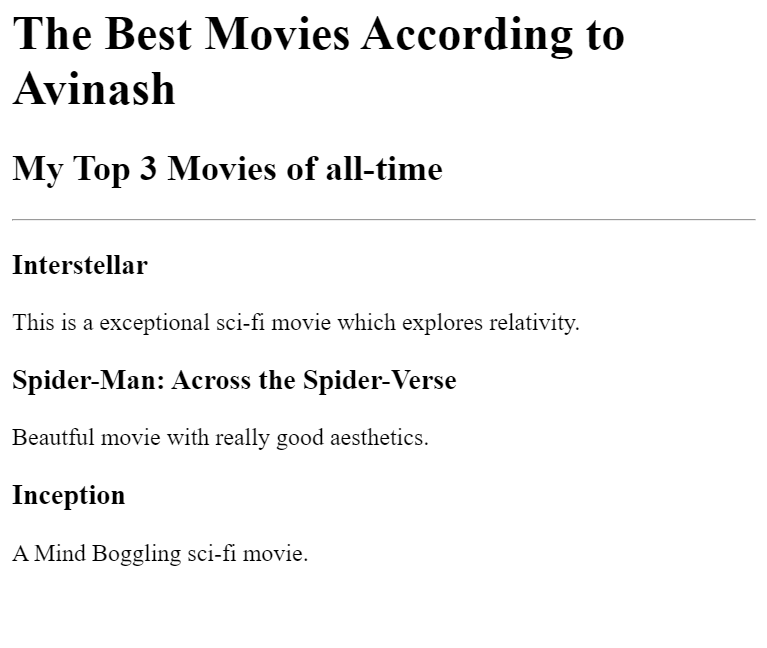 The Best Movies According to
Avinash
My Top 3 Movies of all-time
Interstellar
This is a exceptional sci-fi movie which explores relativity.
Spider-Man: Across the Spider-Verse
Beautful movie with really good aesthetics.
Inception
A Mind Boggling sci-fi movie.